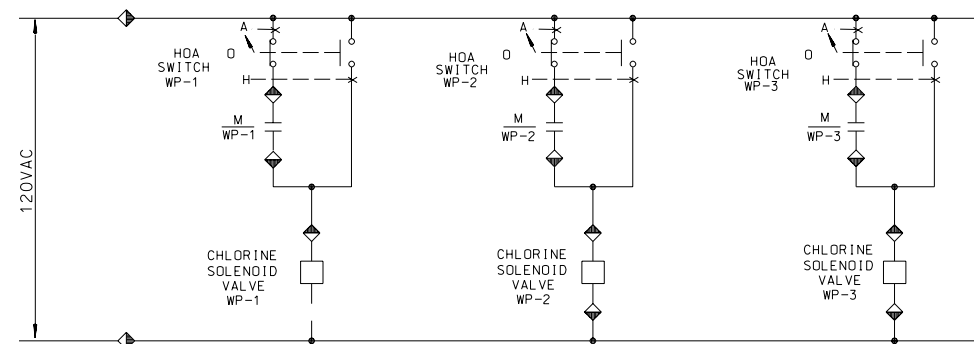 A
HOA
SWITCH
WP-1
O
H
M
WP-1
CHLORINE
SOLENOID
VALVE
WP-1
A
HOA
SWITCH
WP-2
O
H
M
WP-2
CHLORINE
SOLENOID
VALVE
WP-2
A
HOA
SWITCH
WP-3
O
H
M
WP-3
CHLORINE
SOLENOID
VALVE
WP-3
120VAC